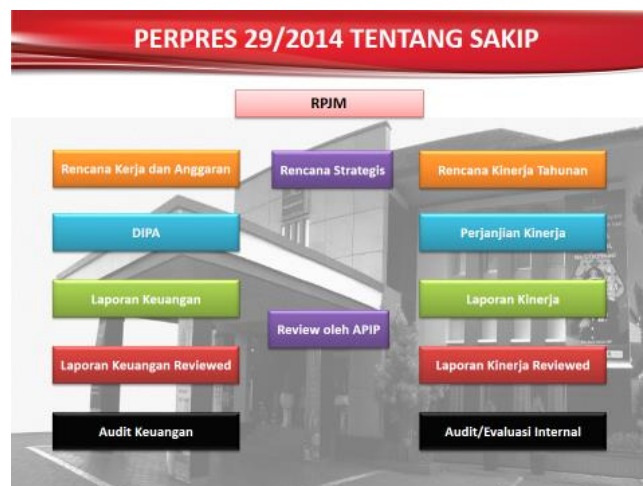 PERPRES 29/2014 TENTANG SAKIP
RPJM
Rencana Kerja dan Anggaran
Rencana Strategis
Rencana Kinerja Tahunan
DIPA
Perjanjian Kinerja
Laporan Keuangan
Laporan Kinerja
Review oleh APIP
Laporan Keuangan Reviewed
Laporan Kinerja Reviewed
Audit Keuangan
Audit/Evaluasi Internal